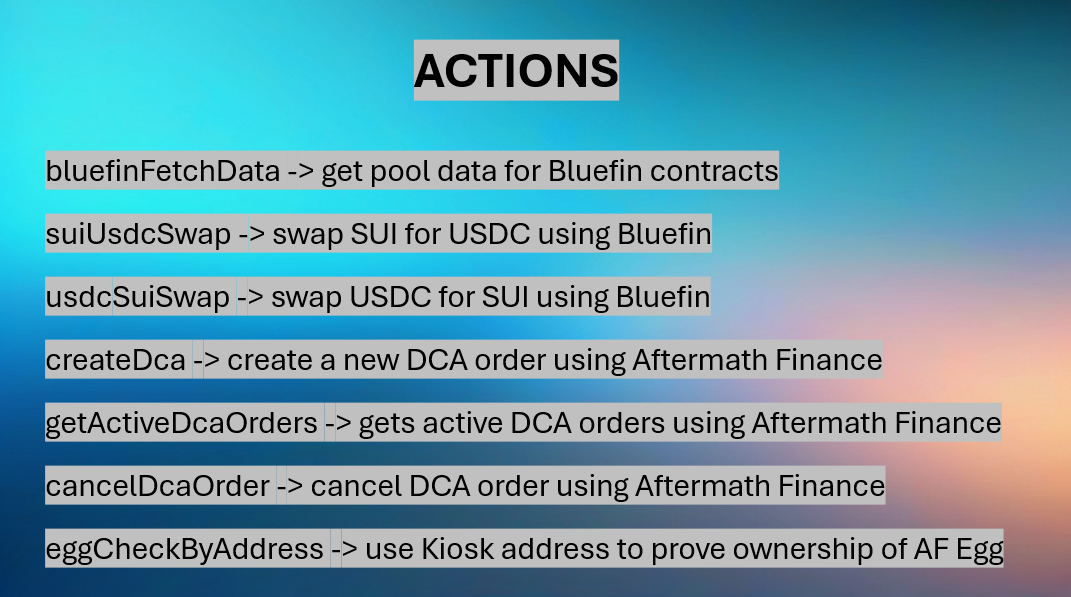 ACTIONS
bluefinFetchData -> get pool data for Bluefin contracts
suiUsdcSwap -> swap SUI for USDC using Bluefin
usdcSuiSwap -> swap USDC for SUI using Bluefin
createDca -> create a new DCA order using Aftermath Finance
getActiveDcaOrders -> gets active DCA orders using Aftermath Finance
cancelDcaOrder -> cancel DCA order using Aftermath Finance
eggCheckByAddress -> use Kiosk address to prove ownership of AF Egg